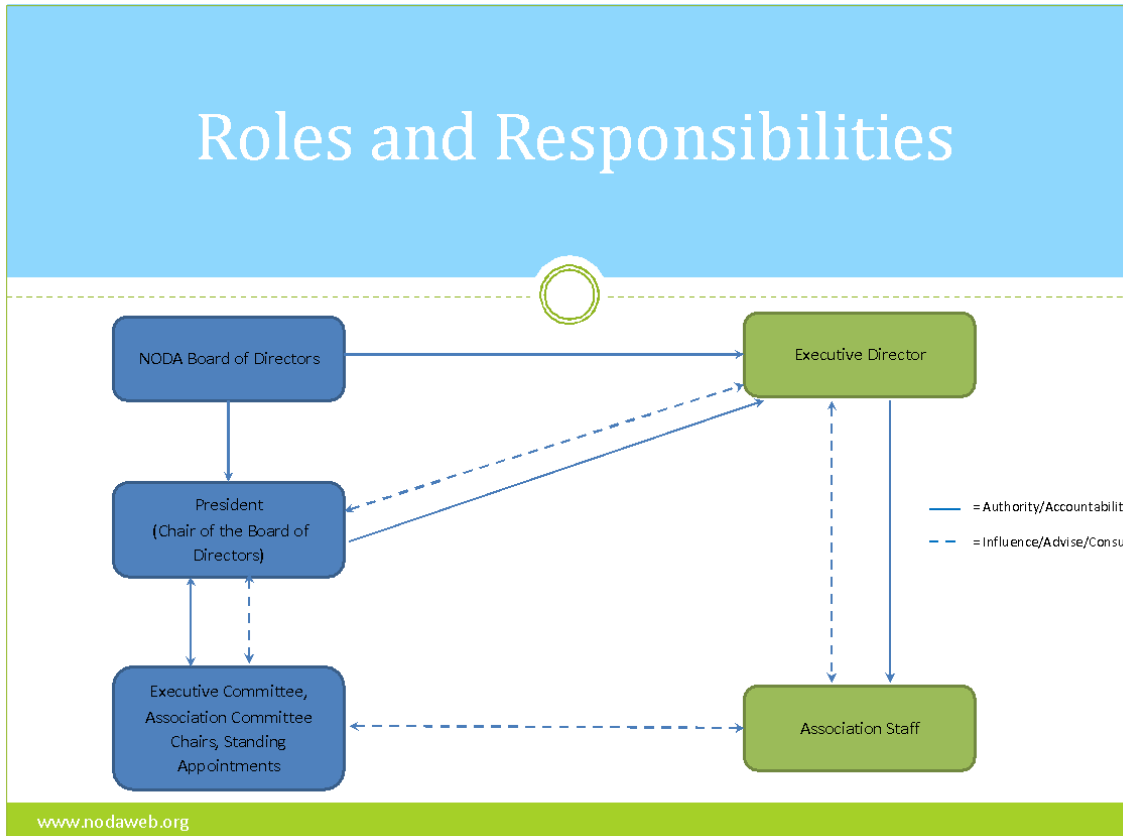 Roles and Responsibilities
NODA Board of Directors
Executive Director
President
(Chair of the Board of
Directors)
= Authority/Accountabilit
= Influence/Advise/Consu
Executive Committee,
Association Committee
Chairs, Standing
Appointments
Association Staff
www.nodaweb.org